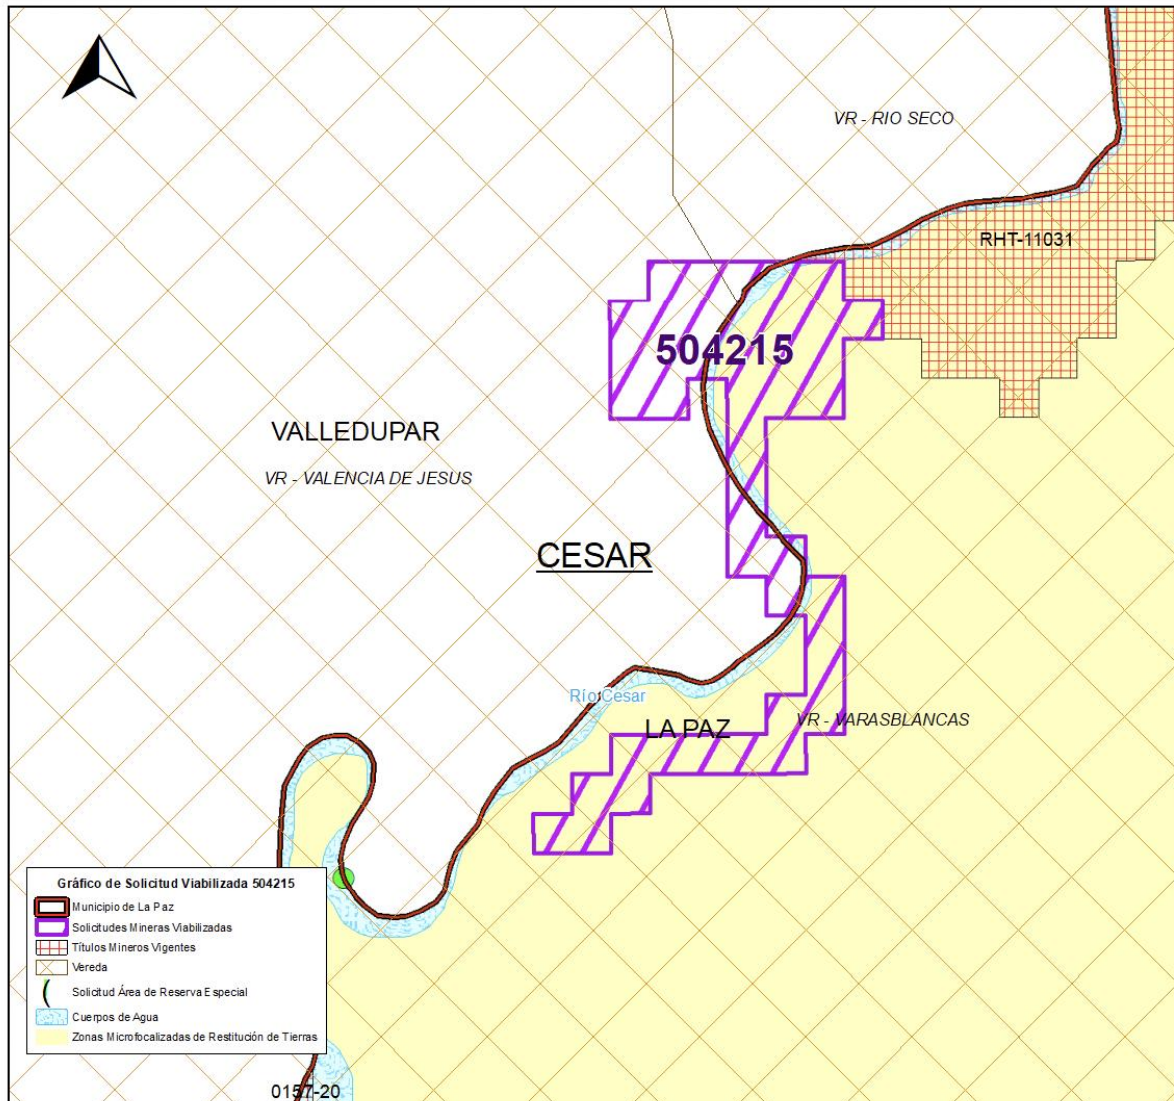 VR - RIO SECO
RHT-11031
504215
VALLEDUPAR
VR - VALENCIA DE JESUS
CESAR
Río Cesar
LA PAZ
VR - VARASBLANCAS
Gráfico de Solicitud Viabilizada 504215
Municipio de La Paz
Solicitudes Mineras Viabilizadas
Títulos Mineros Vigentes
Vereda
Solicitud Área de Reserva Especial
Cuerpos de Agua
Zonas Microfocalizadas de Restitución de Tierras
0157-20